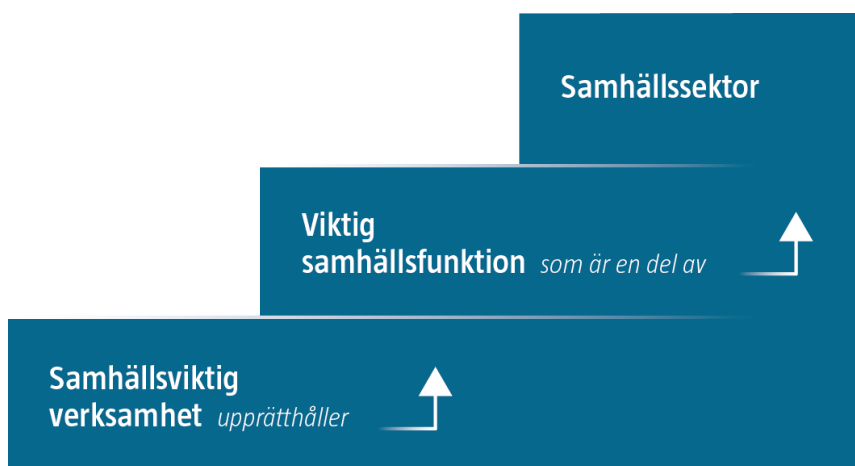 Samhällssektor
Viktig
samhällsfunktion som är en del av
Samhällsviktig
verksamhet upprätthåller